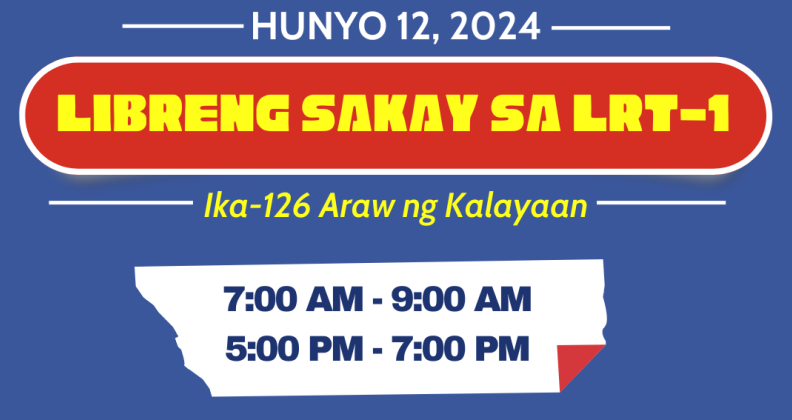 HUNYO 12, 2024
LIBRENG SAKAY SA LRT-1
Ika-126 Araw ng Kalayaan
7:00 AM - 9:00 AM
5:00 PM - 7:00 PM